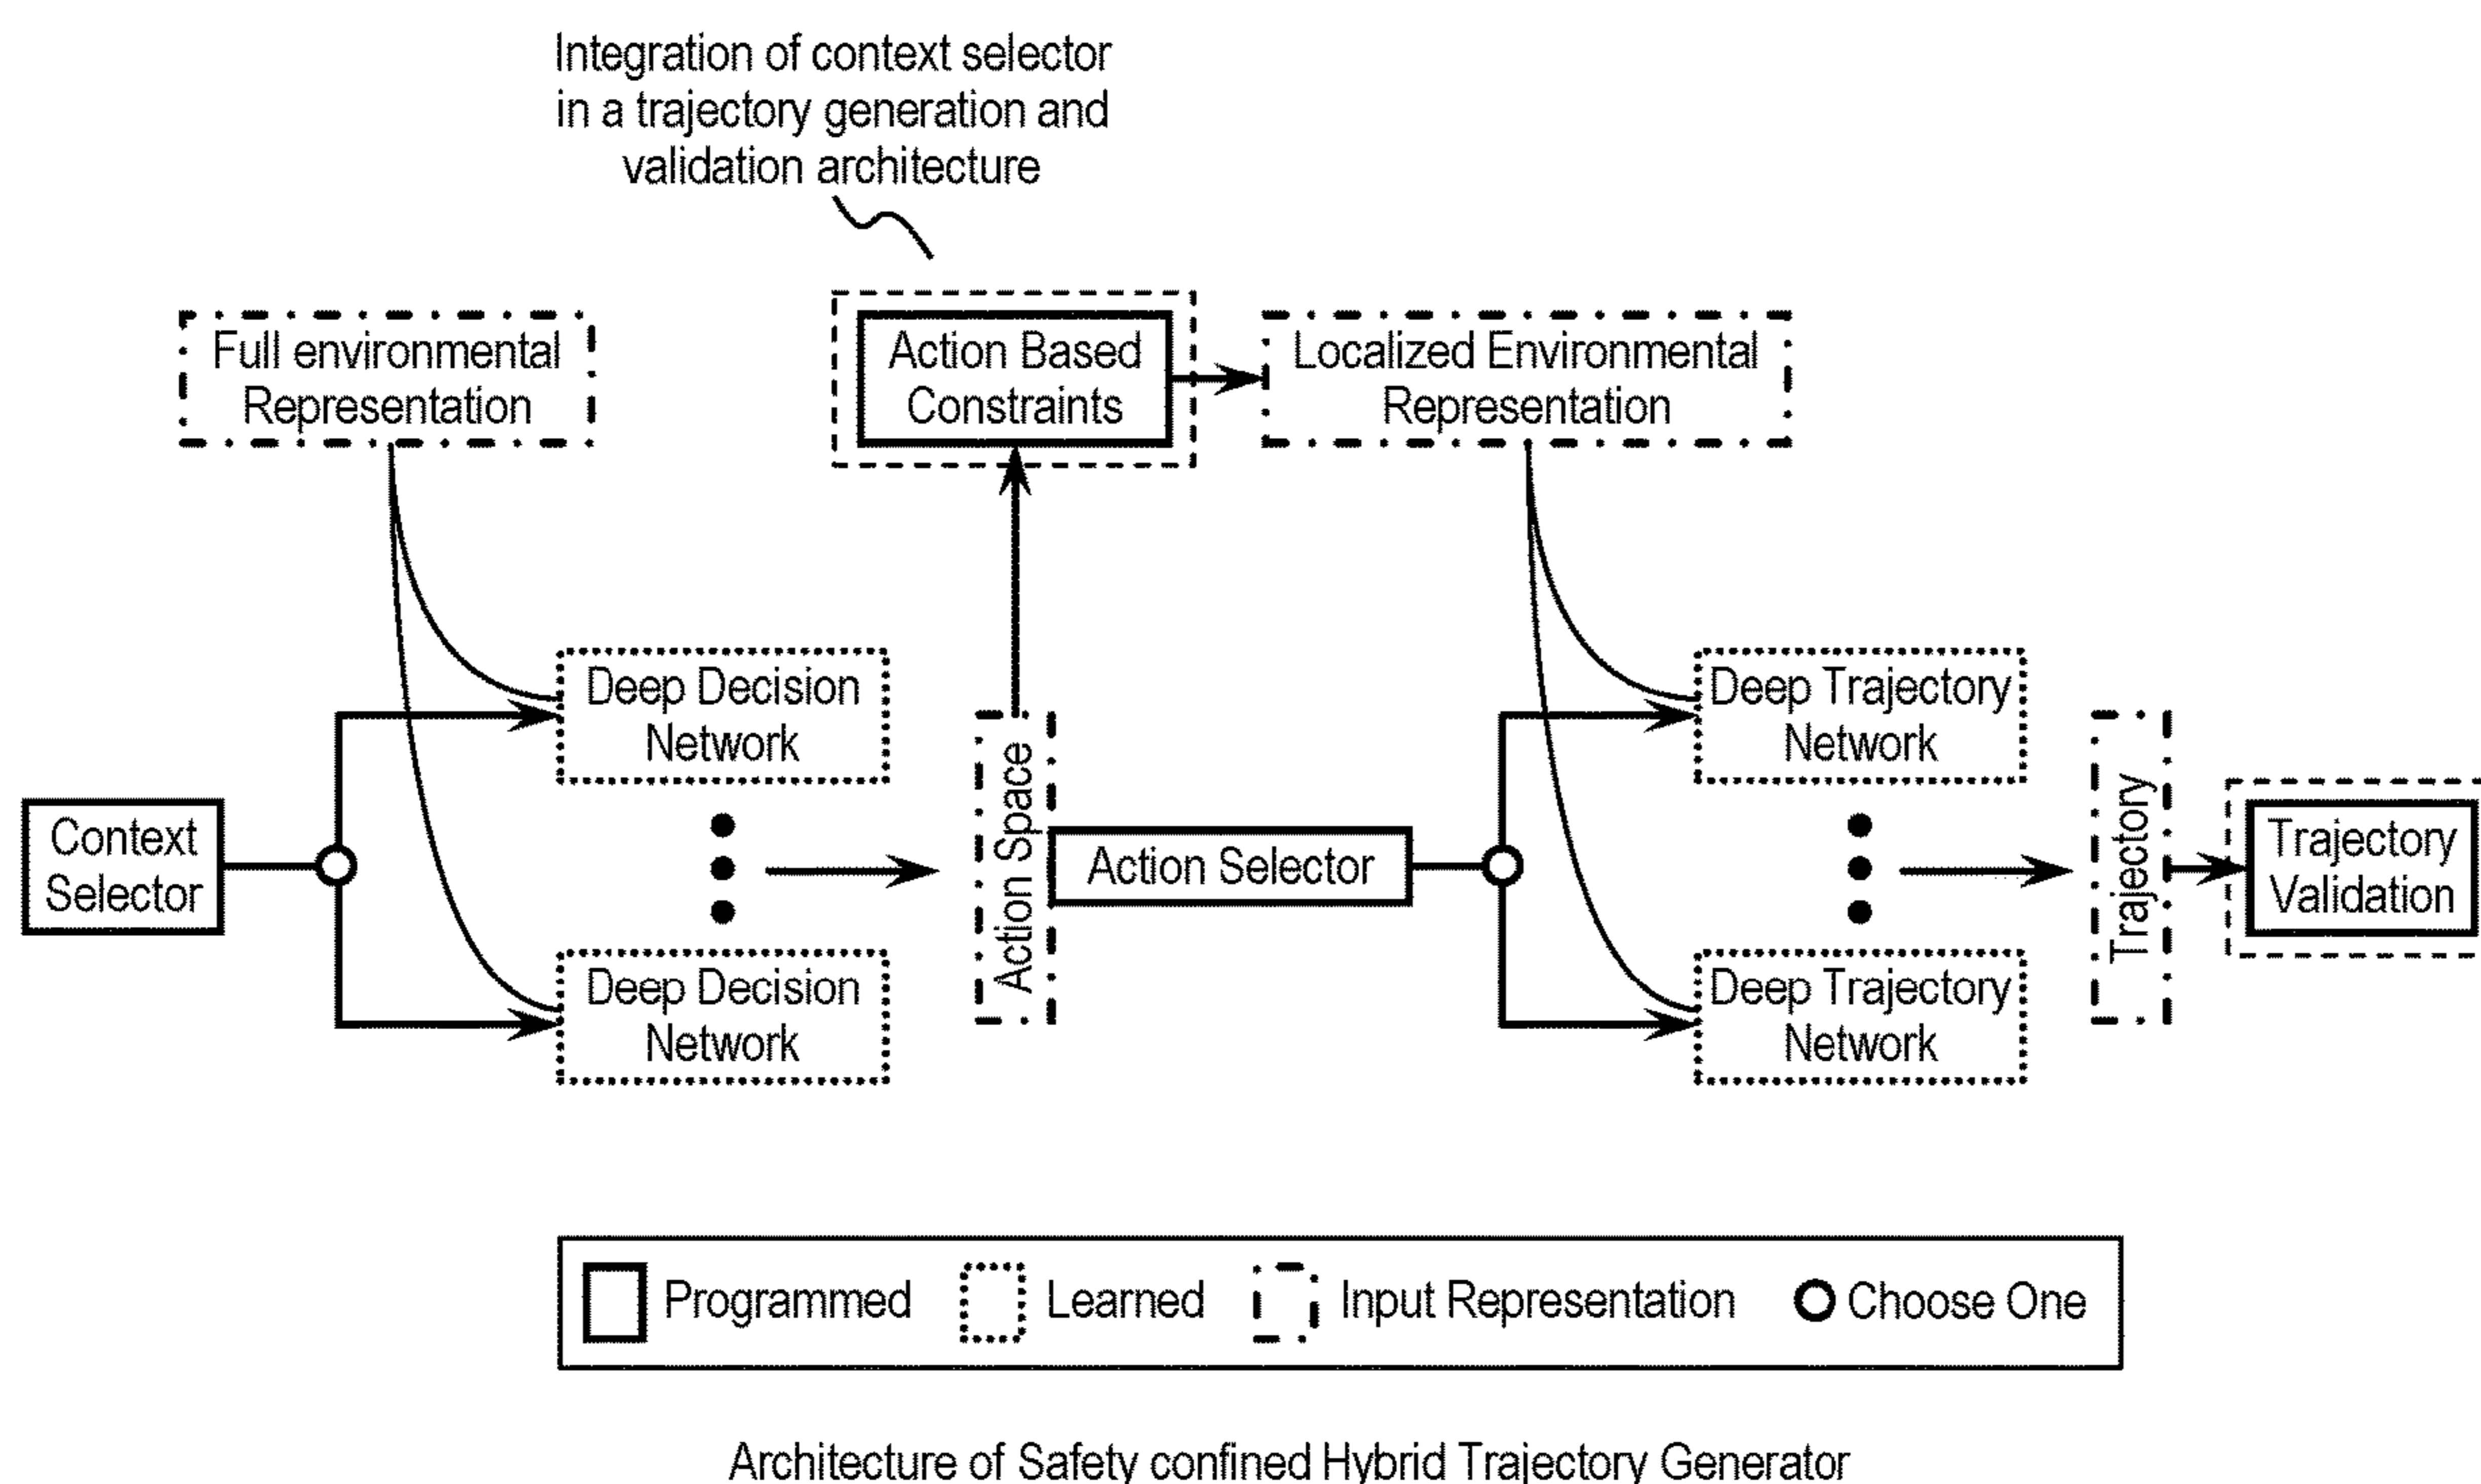 Integration of context selector
in a trajectory generation and
validation architecture
Full environmental
Representation
Action Based
Constraints
Localized Environmental
Representation
Deep Decision
Network
Deep Trajectory
Network
Context
Selector
Action Space
Action Selector
Trajectory
Trajectory
Validation
Deep Decision
Network
Deep Trajectory
Network
Programmed
Learned
Input Representation
Choose One
Architecture of Safety confined Hybrid Trajectory Generator